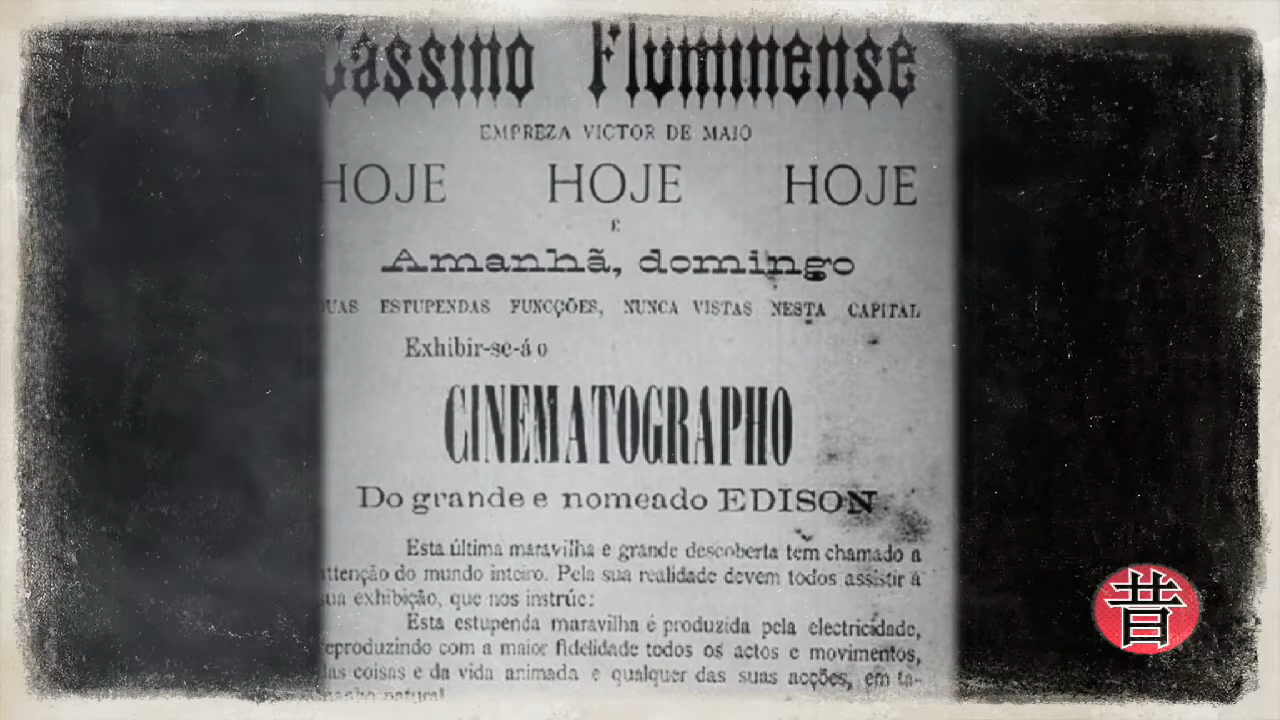 Cassino Fluminense
EMPREZA VICTOR DE MAIO
HOJE HOJE HOJE
E
Amanhã, domingo
UAS ESTUPENDAS FUNCÇÕES, NUNCA VISTAS NESTA CAPITAL
Exhibir-se-á o
CINEMATOGRAPHO
Do grande e nomeado EDISON
Esta última maravilha e grande descoberta tem chamado a
ttenção do mundo inteiro. Pela sua realidade devem todos assistir á
sua exhibição, que nos instrúe:
Esta estupenda maravilha é produzida pela electricidade,
reproduzindo com a maior fidelidade todos os actos e movimentos,
das coisas e da vida animada e qualquer das suas acções, em ta-
manho natural
昔